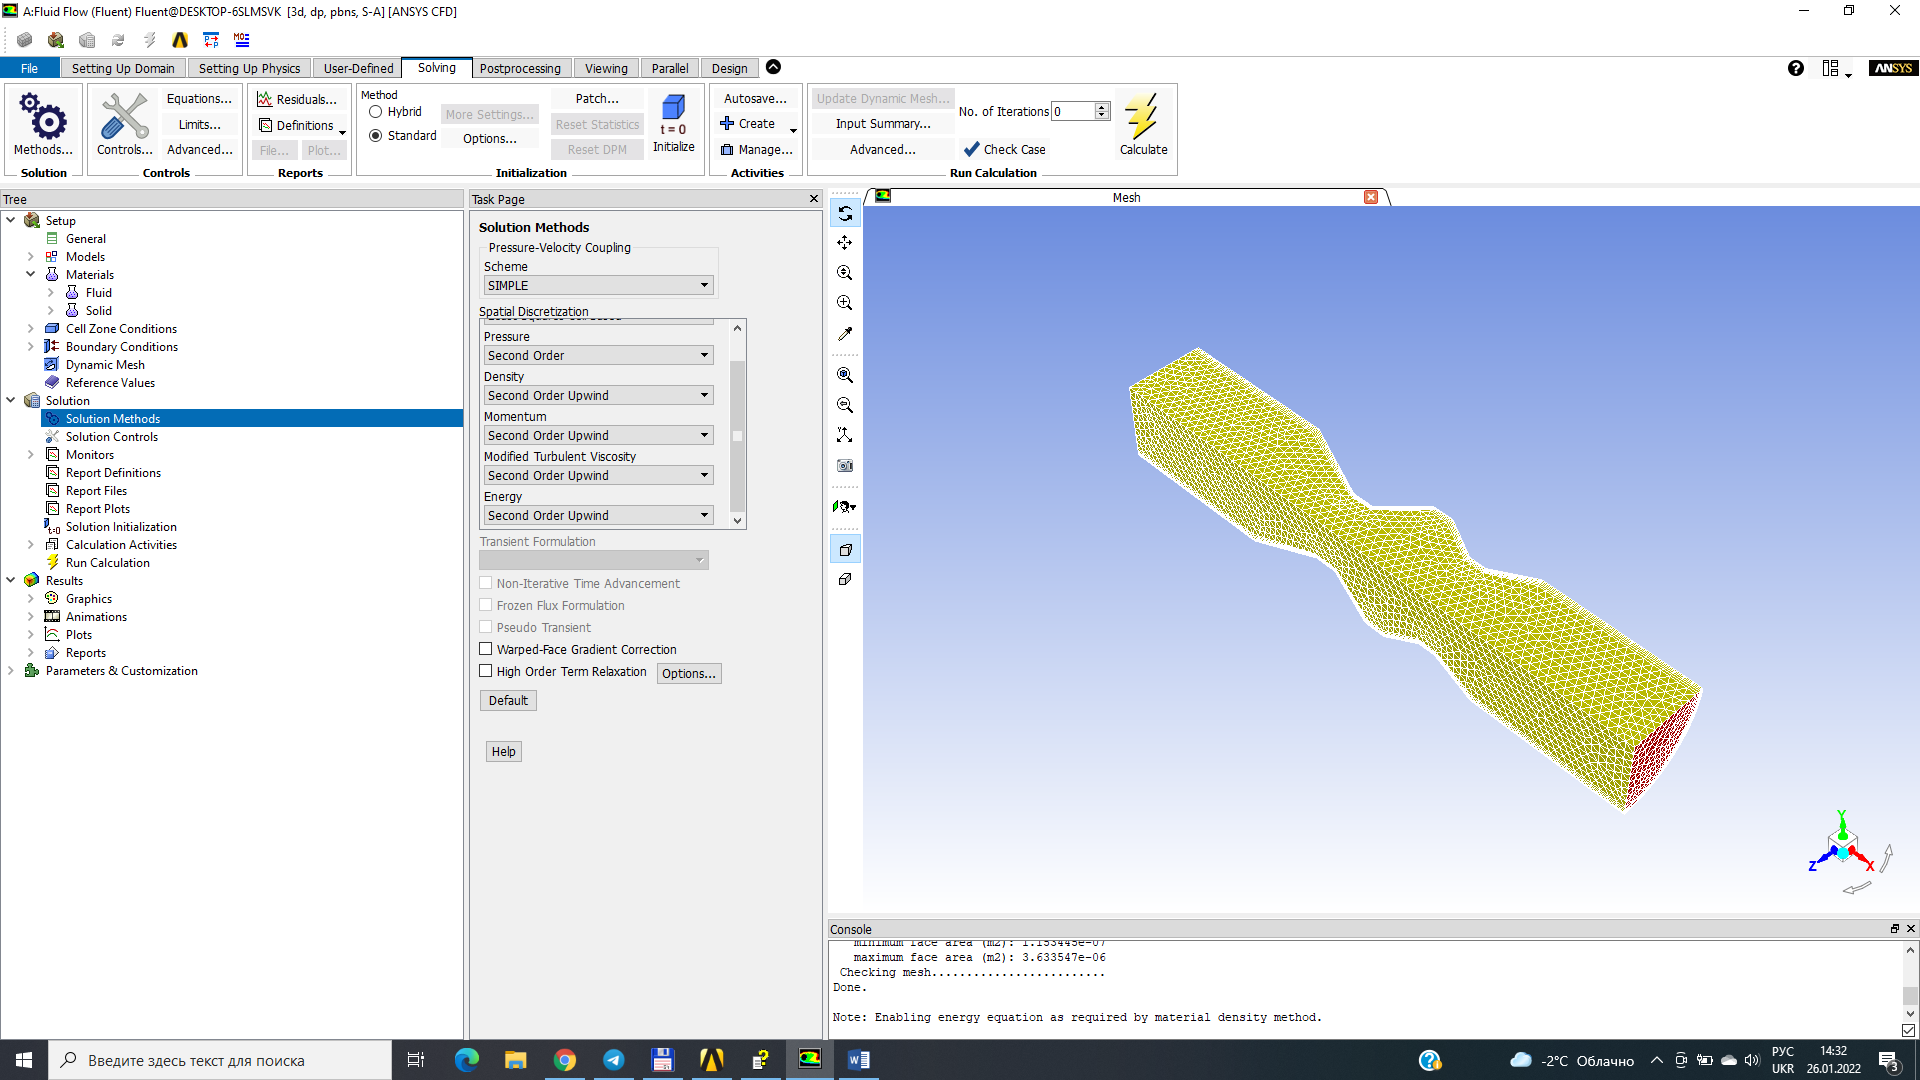 A:Fluid Flow (Fluent) Fluent@DESKTOP-6SLMSVK [3d, dp, pbns, S-A] [ANSYS CFD]
File
Setting Up Domain
Setting Up Physics
User-Defined
Solving
Postprocessing
Viewing
Parallel
Design
ANSYS
Methods...
Solution
Controls...
Equations...
Limits...
Advanced...
Controls
Residuals...
Definitions
File...
Plot...
Reports
Method
Hybrid
Standard
More Settings...
Options...
Patch...
Reset Statistics
Reset DPM
t = 0
Initialize
Initialization
Autosave...
Create
Manage...
Activities
Update Dynamic Mesh...
Input Summary...
Advanced...
No. of Iterations 0
Check Case
Calculate
Run Calculation
Tree
Setup
General
Models
Materials
Fluid
Solid
Cell Zone Conditions
Boundary Conditions
Dynamic Mesh
Reference Values
Solution
Solution Methods
Solution Controls
Monitors
Report Definitions
Report Files
Report Plots
Solution Initialization
Calculation Activities
Run Calculation
Results
Graphics
Animations
Plots
Reports
Parameters & Customization
Task Page
Solution Methods
Pressure-Velocity Coupling
Scheme
SIMPLE
Spatial Discretization
Pressure
Second Order
Density
Second Order Upwind
Momentum
Second Order Upwind
Modified Turbulent Viscosity
Second Order Upwind
Energy
Second Order Upwind
Transient Formulation
Non-Iterative Time Advancement
Frozen Flux Formulation
Pseudo Transient
Warped-Face Gradient Correction
High Order Term Relaxation
Options...
Default
Help
Mesh
Y
Z
X
Console
minimum face area (m2): 1.153445e-07
maximum face area (m2): 3.633547e-06
Checking mesh.........................
Done.
Note: Enabling energy equation as required by material density method.
Введите здесь текст для поиска
-2°C Облачно
РУС
UKR
14:32
26.01.2022
3